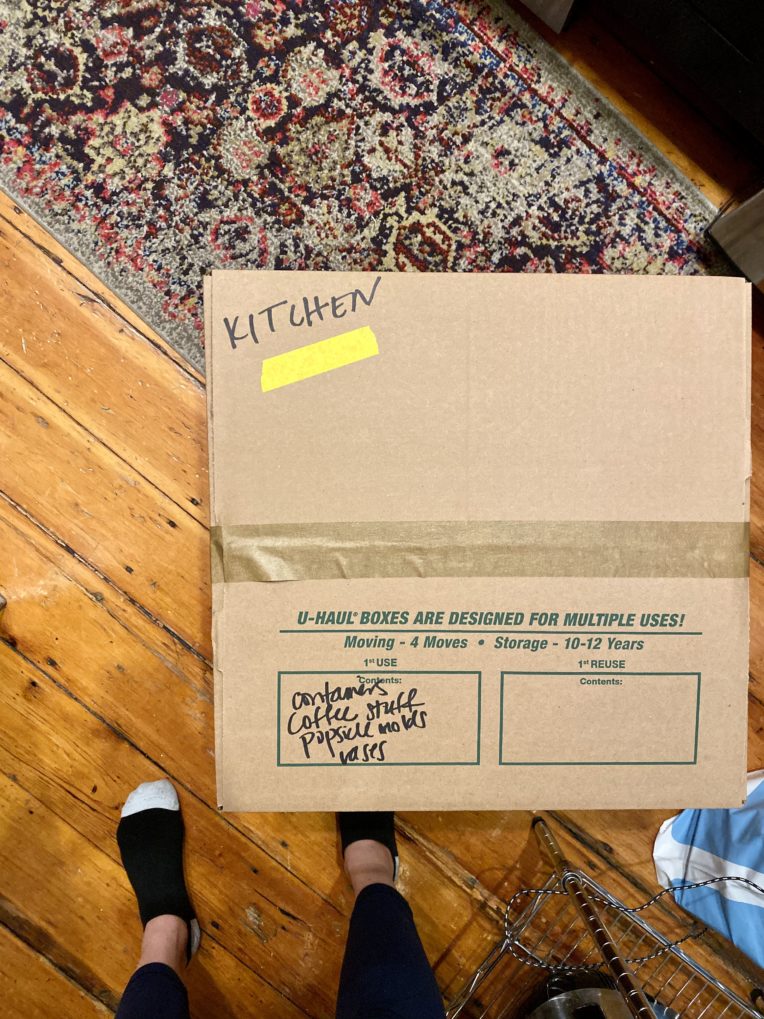 KITCHEN
U-HAUL® BOXES ARE DESIGNED FOR MULTIPLE USES!
Moving - 4 Moves • Storage - 10-12 Years
1st USE
Contents:
containers
Coffee stuff
Popsicle molds
vases
1st REUSE
Contents: